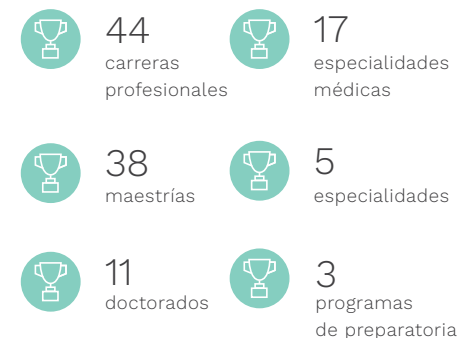 44
carreras
profesionales
17
especialidades
médicas
38
maestrías
5
especialidades
11
doctorados
3
programas
de preparatoria